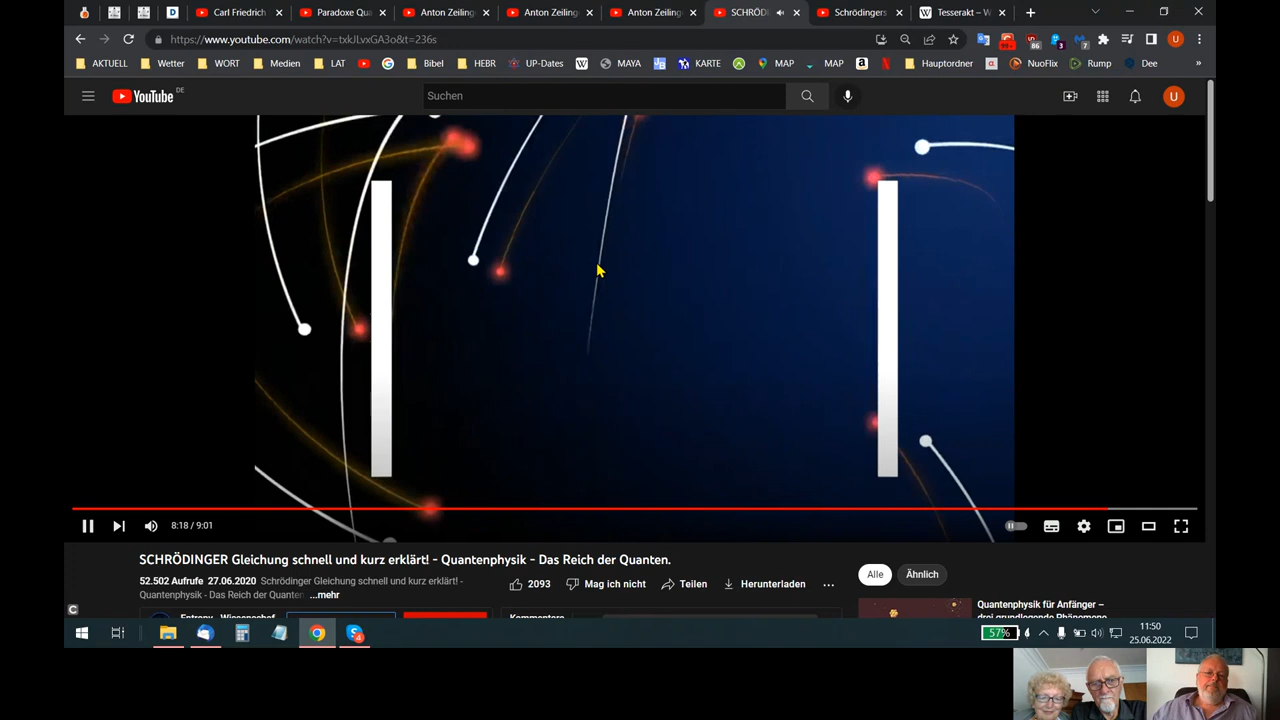 Carl Friedrich
Paradoxe Qua
Anton Zeiling
Anton Zeiling
Anton Zeiling
SCHRÖDI
Schrödingers
Tesserakt – W
https://www.youtube.com/watch?v=txkJLvxGA3o&t=236s
99+
86
3
7
U
AKTUELL
Wetter
WORT
Medien
LAT
Bibel
HEBR
UP-Dates
MAYA
KARTE
MAP
MAP
Hauptordner
NuoFlix
Rump
Dee
»
YouTube DE
Suchen
U
8:18 / 9:01
SCHRÖDINGER Gleichung schnell und kurz erklärt! - Quantenphysik - Das Reich der Quanten.
52.502 Aufrufe 27.06.2020 Schrödinger Gleichung schnell und kurz erklärt! -
Quantenphysik - Das Reich der Quanten ...mehr
2093
Mag ich nicht
Teilen
Herunterladen
Alle
Ähnlich
Quantenphysik für Anfänger –
57%
11:50
25.06.2022